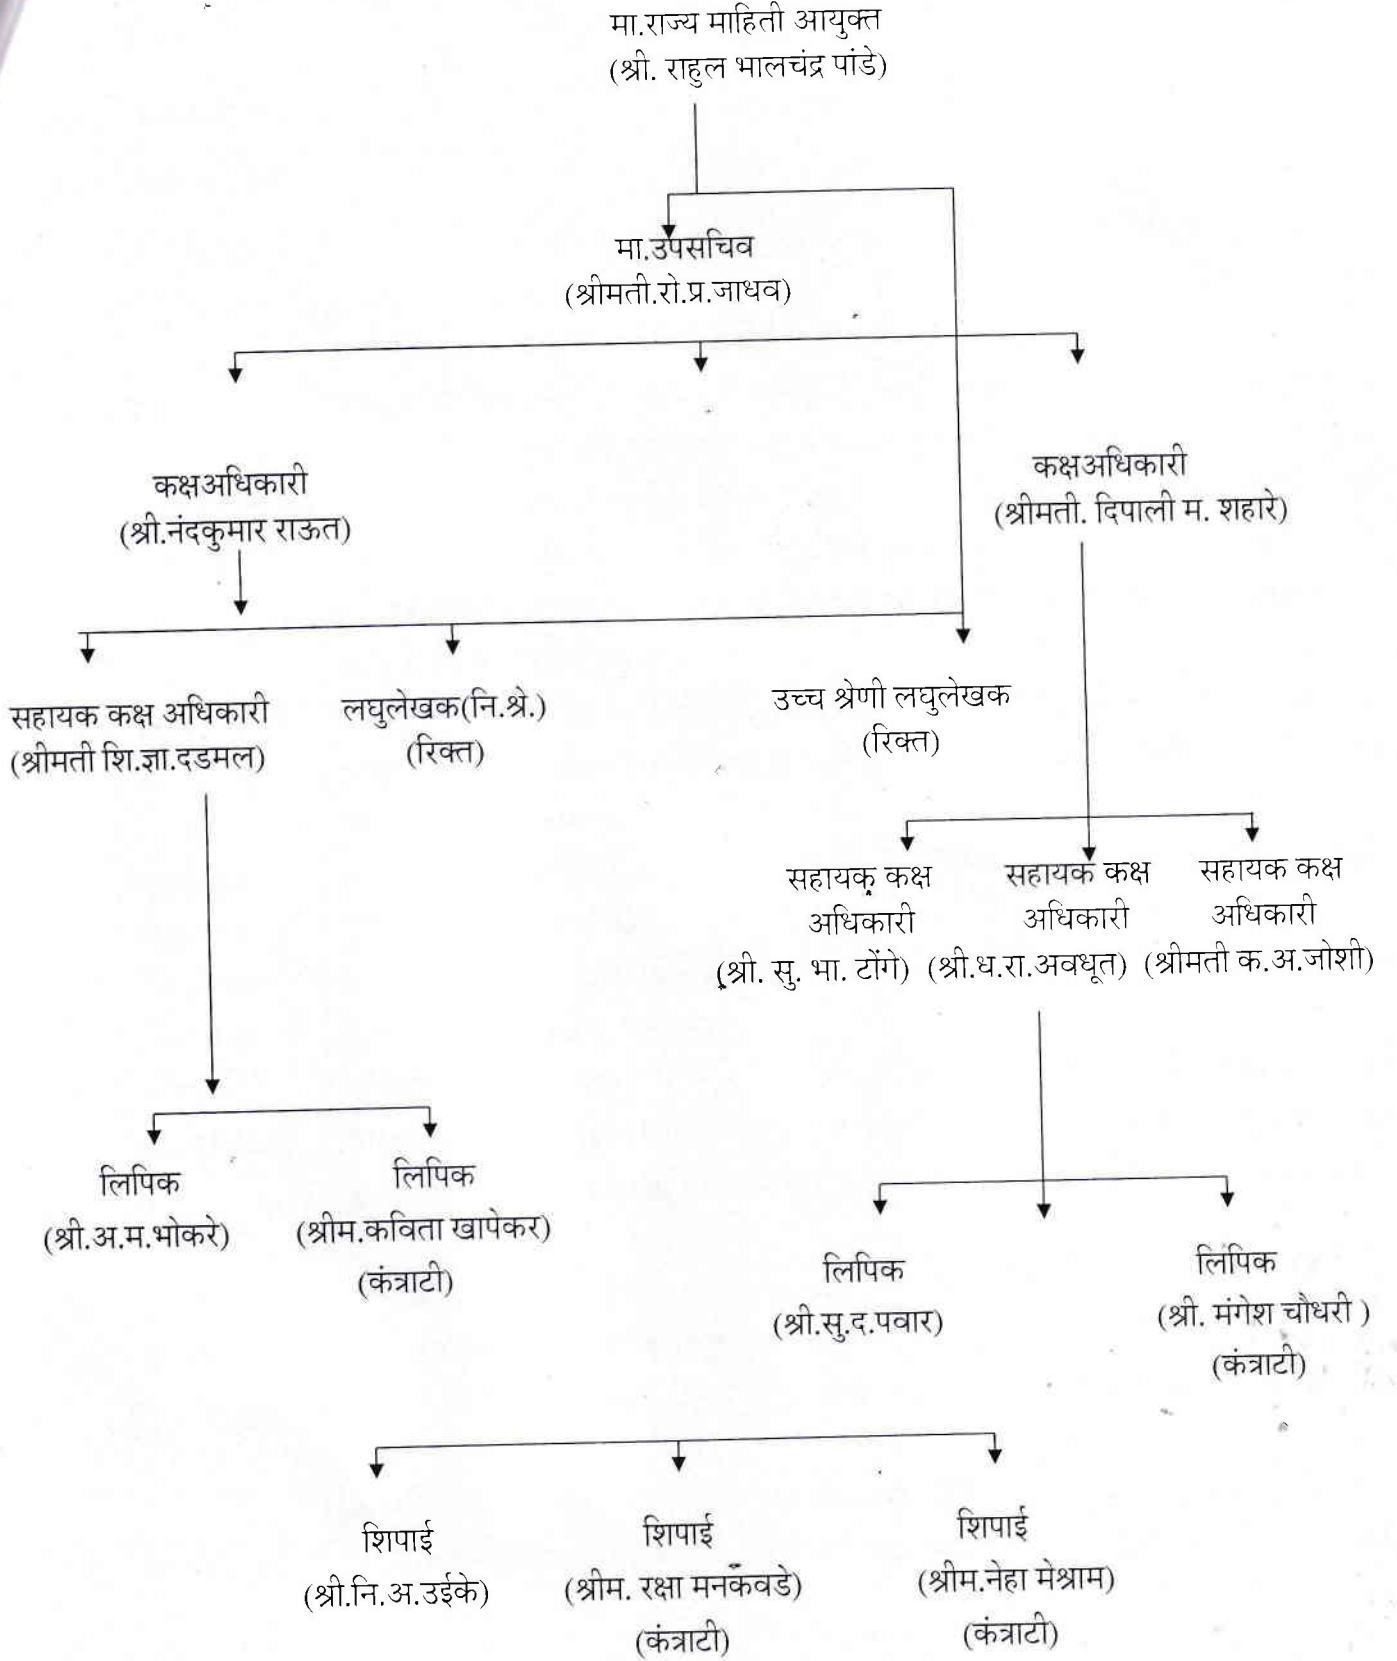 मा.राज्य माहिती आयुक्त
(श्री. राहुल भालचंद्र पांडे)
मा.उपसचिव
(श्रीमती.रो.प्र.जाधव)
कक्षअधिकारी
(श्री.नंदकुमार राऊत)
कक्षअधिकारी
(श्रीमती. दिपाली म. शहारे)
सहायक कक्ष अधिकारी
(श्रीमती शि.ज्ञा.दडमल)
लघुलेखक(नि.श्रे.)
(रिक्त)
उच्च श्रेणी लघुलेखक
(रिक्त)
सहायक कक्ष
अधिकारी
(श्री. सु. भा. टोंगे)
सहायक कक्ष
अधिकारी
(श्री.ध.रा.अवधूत)
सहायक कक्ष
अधिकारी
(श्रीमती क.अ.जोशी)
लिपिक
(श्री.अ.म.भोकरे)
लिपिक
(श्रीम.कविता खापेकर)
(कंत्राटी)
लिपिक
(श्री.सु.द.पवार)
लिपिक
(श्री. मंगेश चौधरी )
(कंत्राटी)
शिपाई
(श्री.नि.अ.उईके)
शिपाई
(श्रीम. रक्षा मनकवडे)
(कंत्राटी)
शिपाई
(श्रीम.नेहा मेश्राम)
(कंत्राटी)